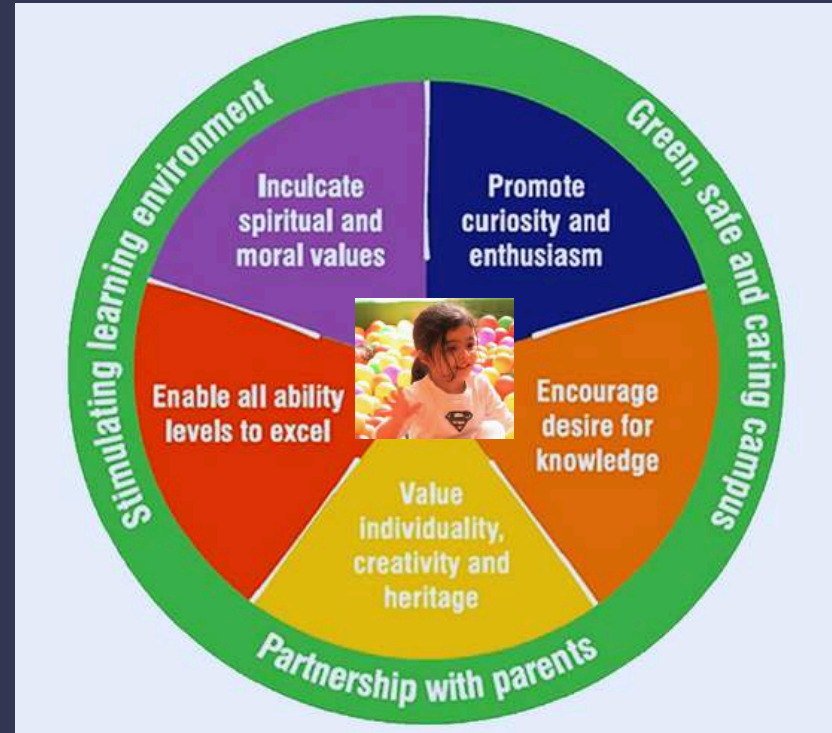 Stimulating learning environment
Green, safe and caring campus
Inculcate
spiritual and
moral values
Promote
curiosity and
enthusiasm
Enable all ability
levels to excel
Encourage
desire for
knowledge
Value
individuality,
creativity and
heritage
Partnership with parents